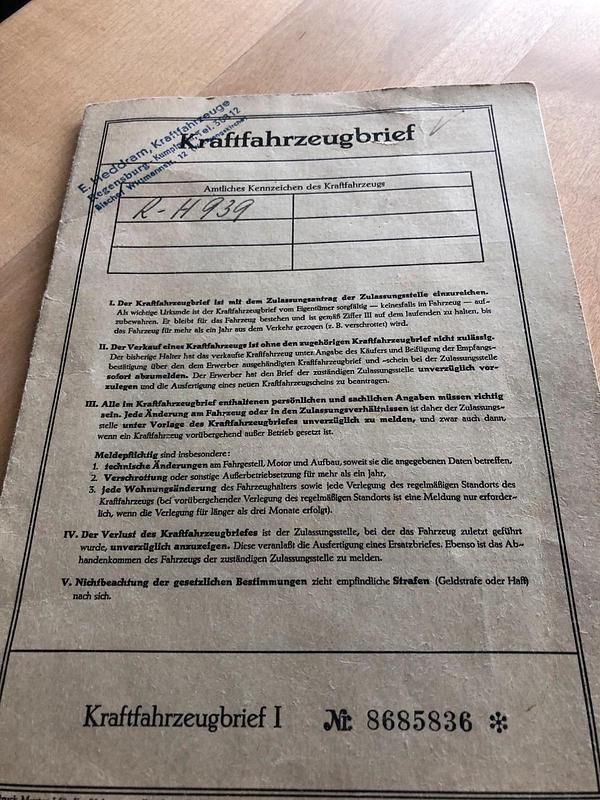 E. Heddram, Kraftfahrzeuge
Regensburg, Tel.
Bischof Wittmannstr. 12
Kraftfahrzeugbrief
Amtliches Kennzeichen des Kraftfahrzeugs
R-H 939
I. Der Kraftfahrzeugbrief ist mit dem Zulassungsantrag der Zulassungsstelle einzureichen.
Als wichtige Urkunde ist der Kraftfahrzeugbrief vom Eigentümer sorgfältig — keinesfalls im Fahrzeug — auf-
zubewahren. Er bleibt für das Fahrzeug bestehen und ist gemäß Ziffer III auf dem laufenden zu halten, bis
das Fahrzeug für mehr als ein Jahr aus dem Verkehr gezogen (z. B. verschrottet) wird.
II. Der Verkauf eines Kraftfahrzeugs ist ohne den zugehörigen Kraftfahrzeugbrief nicht zulässig.
Der bisherige Halter hat das verkaufte Kraftfahrzeug unter Angabe des Käufers und Beifügung der Empfangs-
bestätigung über den dem Erwerber ausgehändigten Kraftfahrzeugbrief und -schein bei der Zulassungsstelle
sofort abzumelden. Der Erwerber hat den Brief der zuständigen Zulassungsstelle unverzüglich vor-
zulegen und die Ausfertigung eines neuen Kraftfahrzeugscheins zu beantragen.
III. Alle im Kraftfahrzeugbrief enthaltenen persönlichen und sachlichen Angaben müssen richtig
sein. Jede Änderung am Fahrzeug oder in den Zulassungsverhältnissen ist daher der Zulassungs-
stelle unter Vorlage des Kraftfahrzeugbriefes unverzüglich zu melden, und zwar auch dann,
wenn ein Kraftfahrzeug vorübergehend außer Betrieb gesetzt ist.
Meldepflichtig sind insbesondere:
1. technische Änderungen am Fahrgestell, Motor und Aufbau, soweit sie die angegebenen Daten betreffen,
2. Verschrottung oder sonstige Außerbetriebsetzung für mehr als ein Jahr,
3. jede Wohnungsänderung des Fahrzeughalters sowie jede Verlegung des regelmäßigen Standorts des
Kraftfahrzeugs (bei vorübergehender Verlegung des regelmäßigen Standorts ist eine Meldung nur erforder-
lich, wenn die Verlegung für länger als drei Monate erfolgt).
IV. Der Verlust des Kraftfahrzeugbriefes ist der Zulassungsstelle, bei der das Fahrzeug zuletzt geführt
wurde, unverzüglich anzuzeigen. Diese veranlaßt die Ausfertigung eines Ersatzbriefes. Ebenso ist das Ab-
handenkommen des Fahrzeugs der zuständigen Zulassungsstelle zu melden.
V. Nichtbeachtung der gesetzlichen Bestimmungen zieht empfindliche Strafen (Geldstrafe oder Haft)
nach sich.
Kraftfahrzeugbrief I Nr. 8685836 *